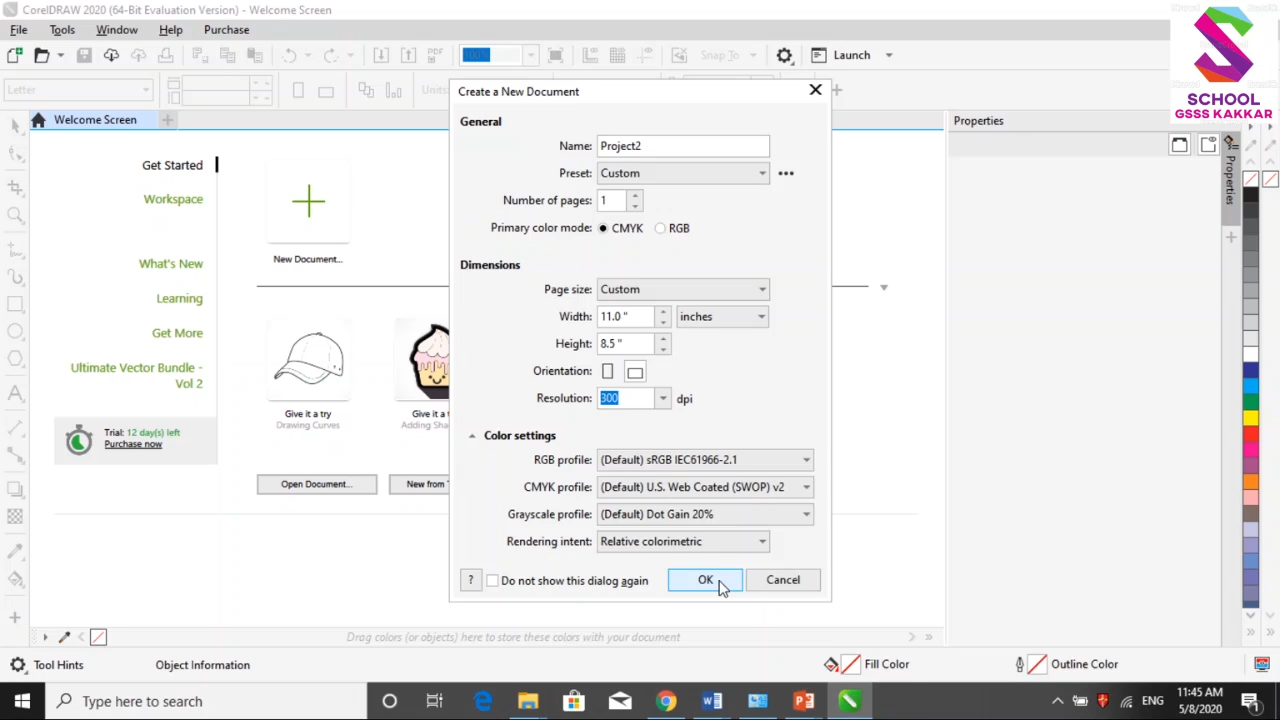 CorelDRAW 2020 (64-Bit Evaluation Version) - Welcome Screen
File Tools Window Help Purchase
PDF 100% Snap To Launch
Letter Units
Welcome Screen
Get Started
Workspace
What's New
Learning
Get More
Ultimate Vector Bundle -
Vol 2
Trial: 12 day(s) left
Purchase now
New Document...
Give it a try
Drawing Curves
Give it a t
Adding Sha
Open Document...
New from
Create a New Document
General
Name: Project2
Preset: Custom
Number of pages: 1
Primary color mode: CMYK RGB
Dimensions
Page size: Custom
Width: 11.0 " inches
Height: 8.5 "
Orientation:
Resolution: 300 dpi
Color settings
RGB profile: (Default) sRGB IEC61966-2.1
CMYK profile: (Default) U.S. Web Coated (SWOP) v2
Grayscale profile: (Default) Dot Gain 20%
Rendering intent: Relative colorimetric
? Do not show this dialog again OK Cancel
Properties
Properties
SCHOOL
GSSS KAKKAR
Drag colors (or objects) here to store these colors with your document
Tool Hints Object Information Fill Color Outline Color
Type here to search
ENG
11:45 AM
5/8/2020